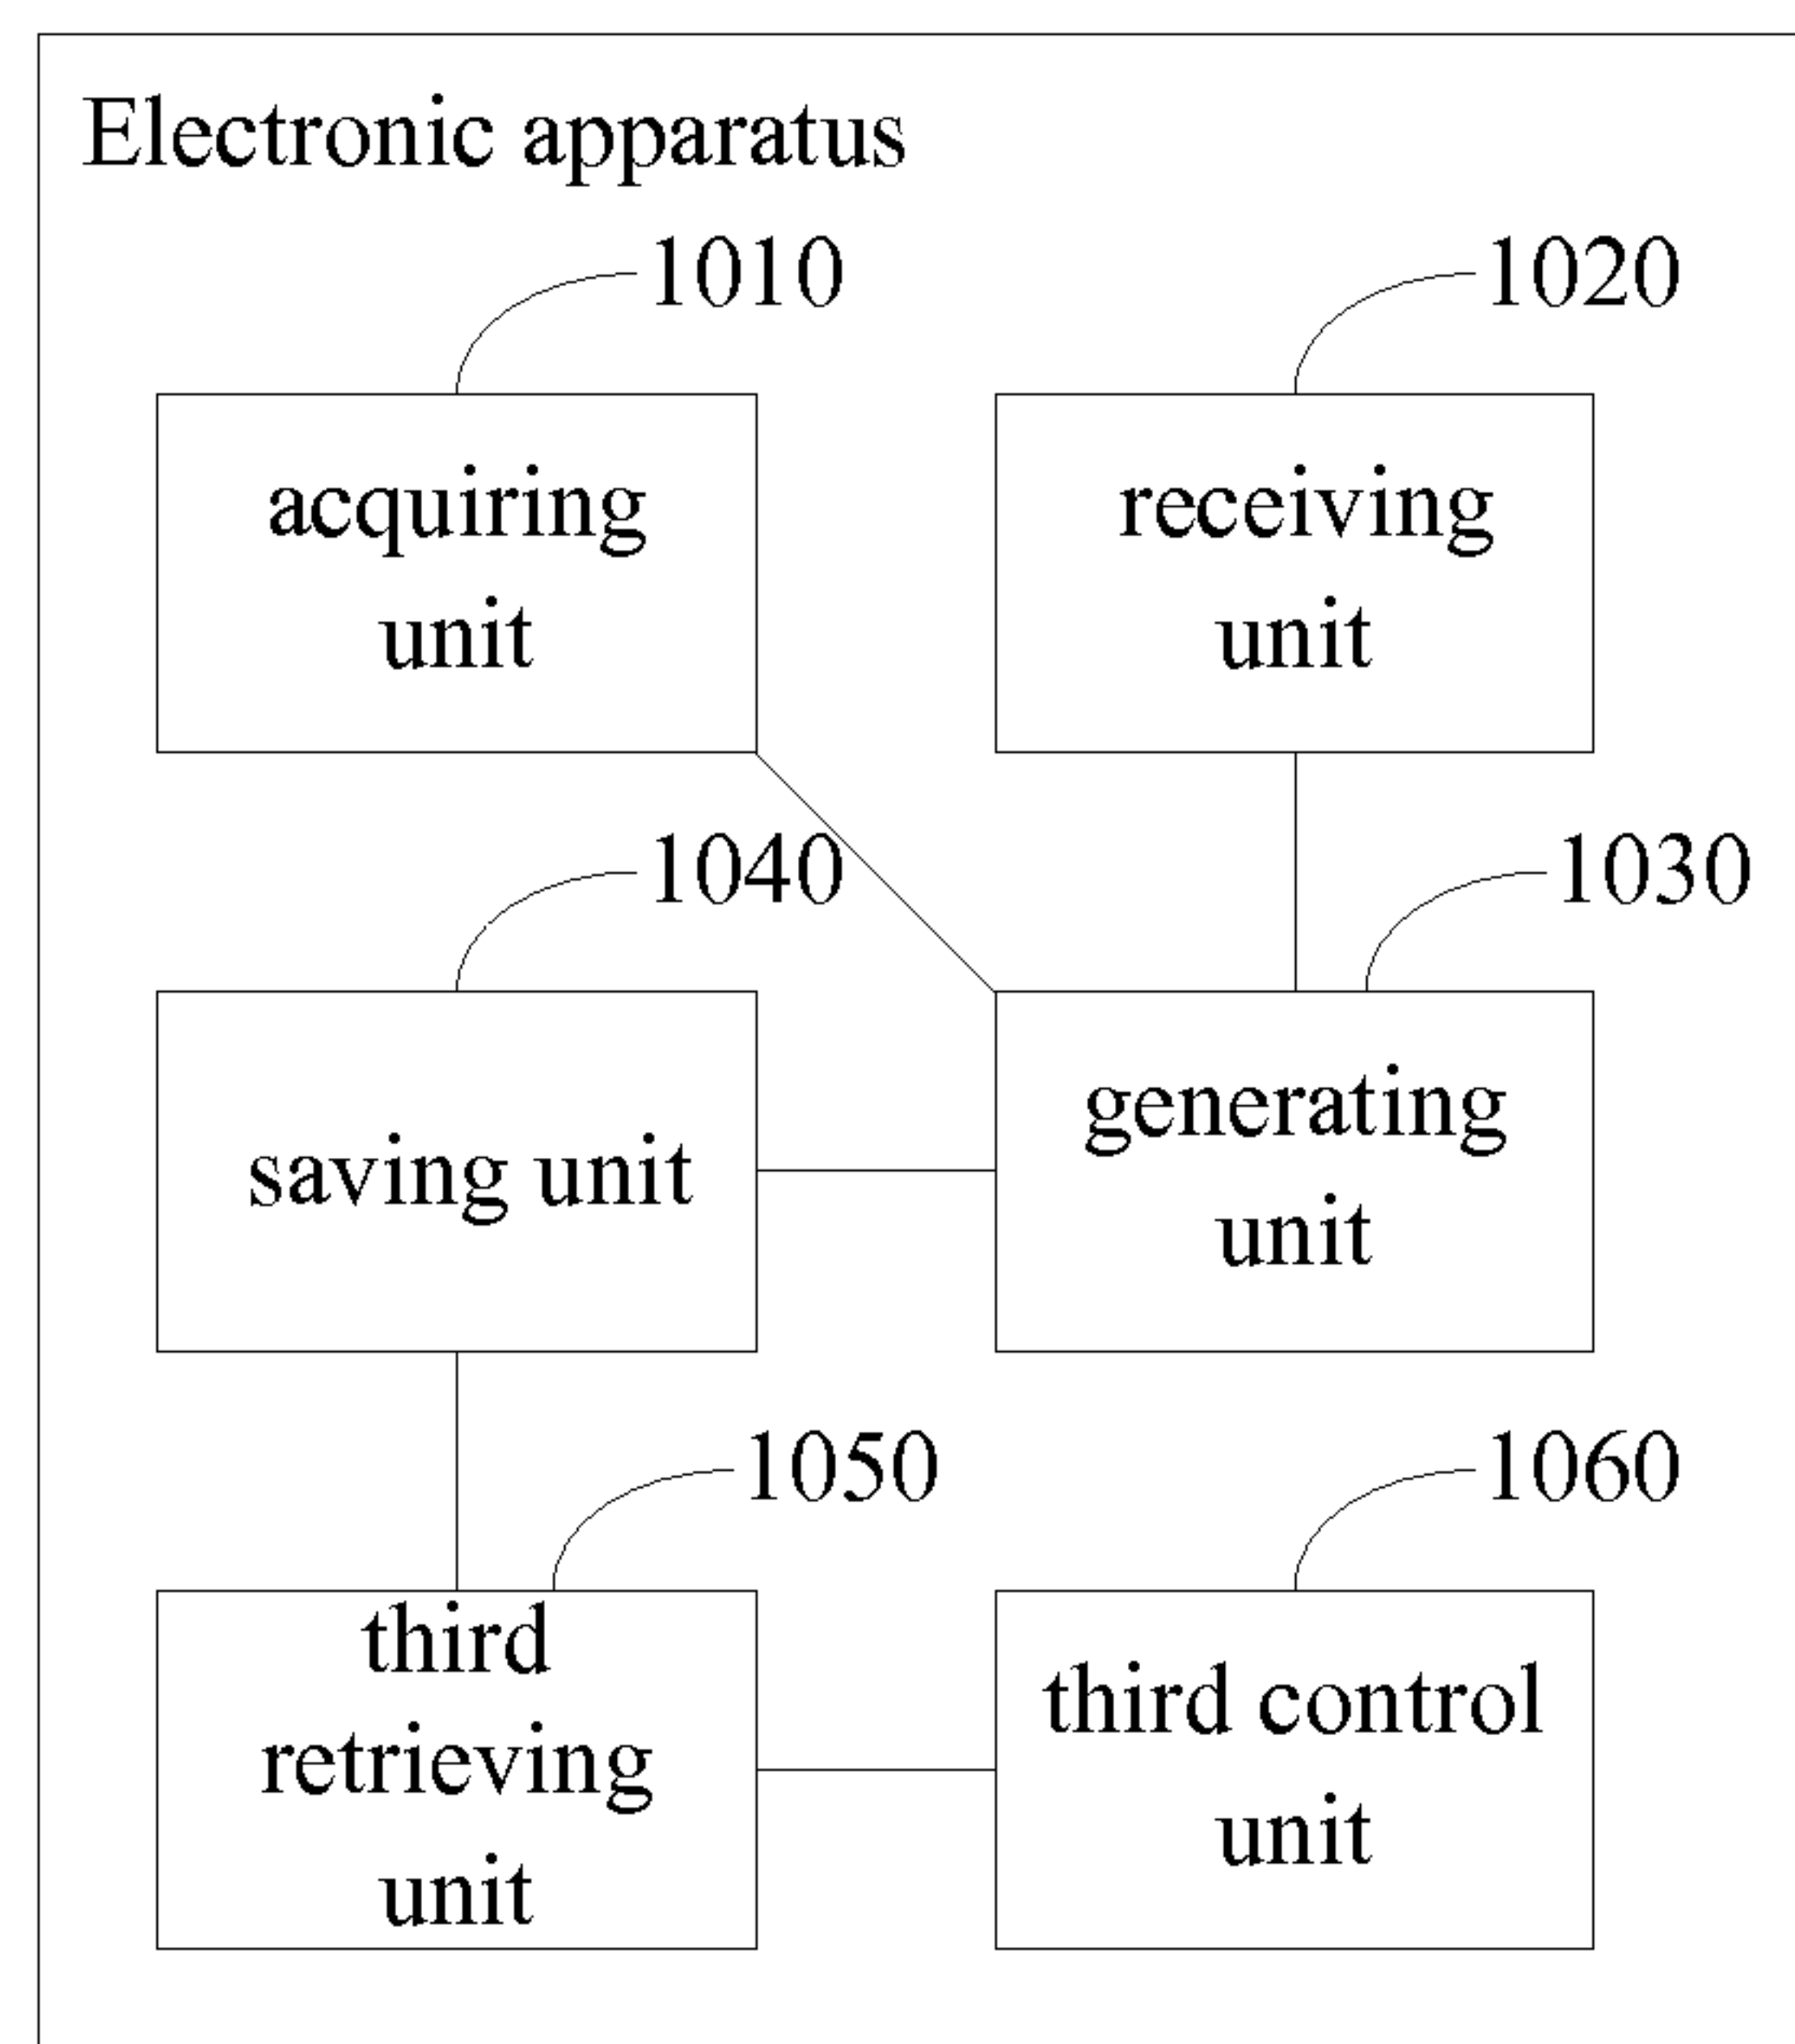 Electronic apparatus
1010
1020
acquiring
unit
receiving
unit
1040
1030
saving unit
generating
unit
1050
1060
third
retrieving
unit
third control
unit